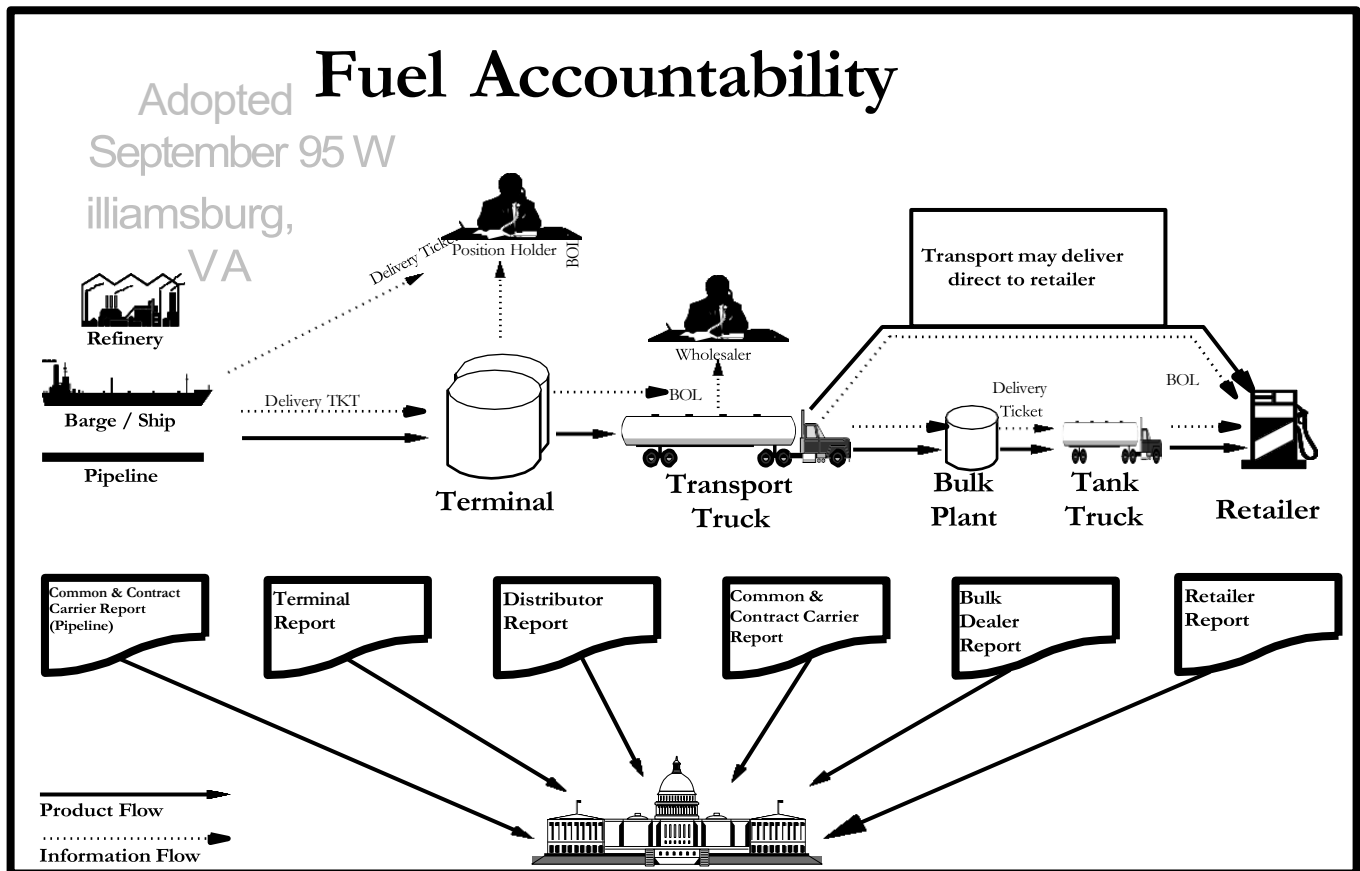 Fuel Accountability
Adopted
September 95 W
illiamsburg,
VA
Delivery Ticket
Position Holder
BOL
Transport may deliver
direct to retailer
Refinery
Wholesaler
Barge / Ship
Delivery TKT
BOL
Delivery
Ticket
BOL
Pipeline
Terminal
Transport
Truck
Bulk
Plant
Tank
Truck
Retailer
Common & Contract
Carrier Report
(Pipeline)
Terminal
Report
Distributor
Report
Common &
Contract Carrier
Report
Bulk
Dealer
Report
Retailer
Report
Product Flow
Information Flow